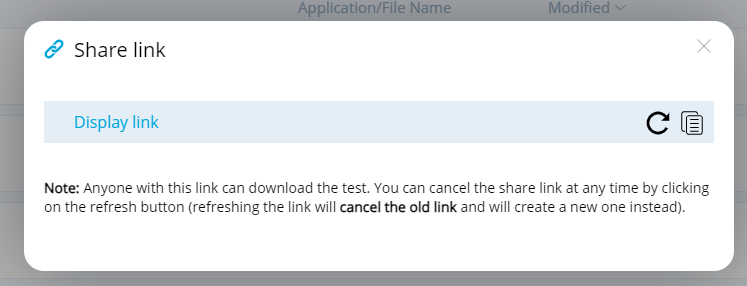 Application/File Name Modified
Share link
Display link
Note: Anyone with this link can download the test. You can cancel the share link at any time by clicking
on the refresh button (refreshing the link will cancel the old link and will create a new one instead).